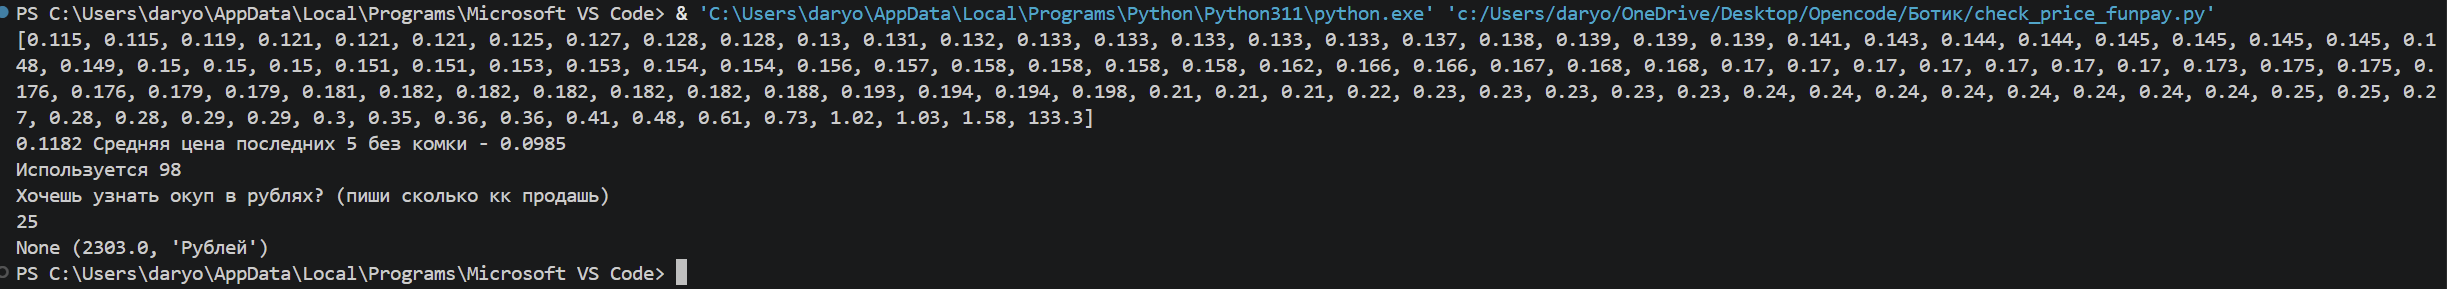 PS C:\Users\daryo\AppData\Local\Programs\Microsoft VS Code> & 'C:\Users\daryo\AppData\Local\Programs\Python\Python311\python.exe' 'c:/Users/daryo/OneDrive/Desktop/Opencode/Ботик/check_price_funpay.py'
[0.115, 0.115, 0.119, 0.121, 0.121, 0.121, 0.125, 0.127, 0.128, 0.128, 0.13, 0.131, 0.132, 0.133, 0.133, 0.133, 0.133, 0.133, 0.137, 0.138, 0.139, 0.139, 0.139, 0.141, 0.143, 0.144, 0.144, 0.145, 0.145, 0.145, 0.145, 0.1
48, 0.149, 0.15, 0.15, 0.15, 0.151, 0.151, 0.153, 0.153, 0.154, 0.154, 0.156, 0.157, 0.158, 0.158, 0.158, 0.158, 0.162, 0.166, 0.166, 0.167, 0.168, 0.168, 0.17, 0.17, 0.17, 0.17, 0.17, 0.17, 0.17, 0.173, 0.175, 0.175, 0.
176, 0.176, 0.179, 0.179, 0.181, 0.182, 0.182, 0.182, 0.182, 0.182, 0.188, 0.193, 0.194, 0.194, 0.198, 0.21, 0.21, 0.21, 0.22, 0.23, 0.23, 0.23, 0.23, 0.23, 0.24, 0.24, 0.24, 0.24, 0.24, 0.24, 0.24, 0.24, 0.25, 0.25, 0.2
7, 0.28, 0.28, 0.29, 0.29, 0.3, 0.35, 0.36, 0.36, 0.41, 0.48, 0.61, 0.73, 1.02, 1.03, 1.58, 133.3]
0.1182 Средняя цена последних 5 без комки - 0.0985
Используется 98
Хочешь узнать окуп в рублях? (пиши сколько кк продашь)
25
None (2303.0, 'Рублей')
PS C:\Users\daryo\AppData\Local\Programs\Microsoft VS Code>